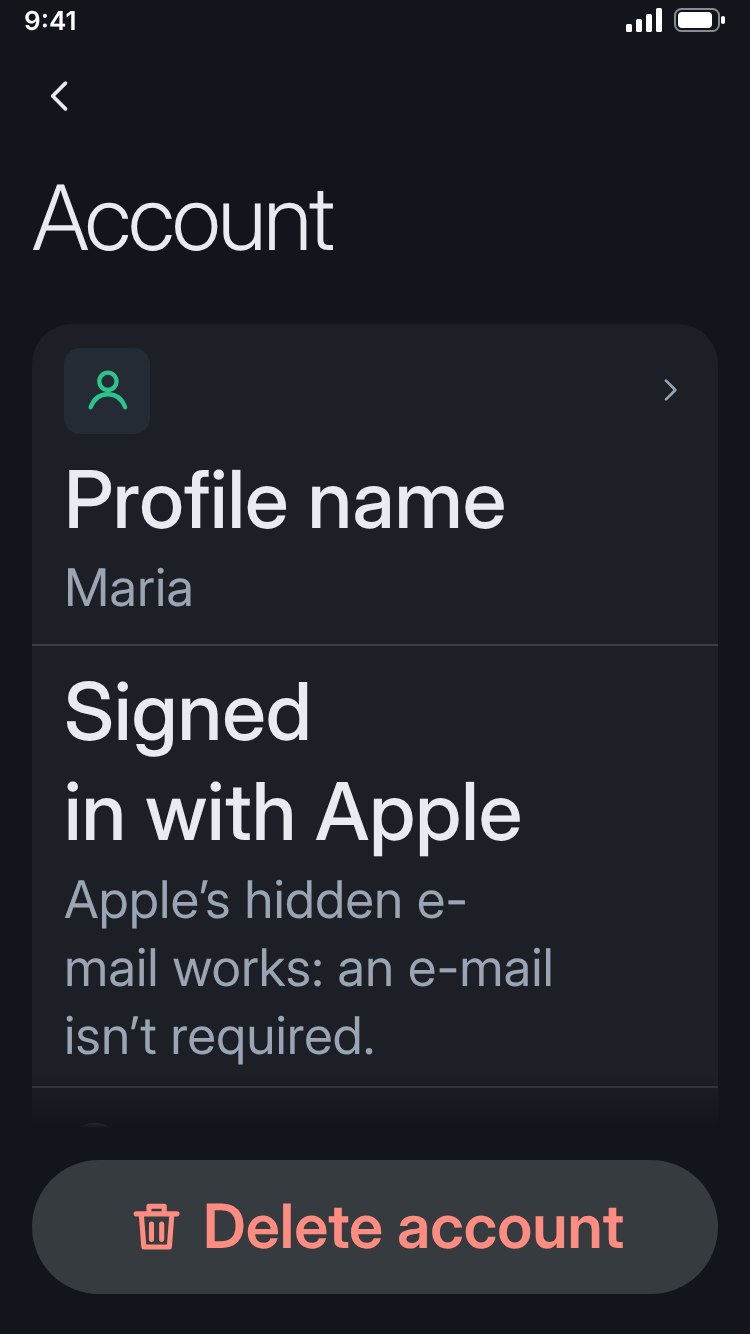 9:41
Account
Profile name
Maria
Signed
in with Apple
Apple’s hidden e-
mail works: an e-mail
isn’t required.
Delete account